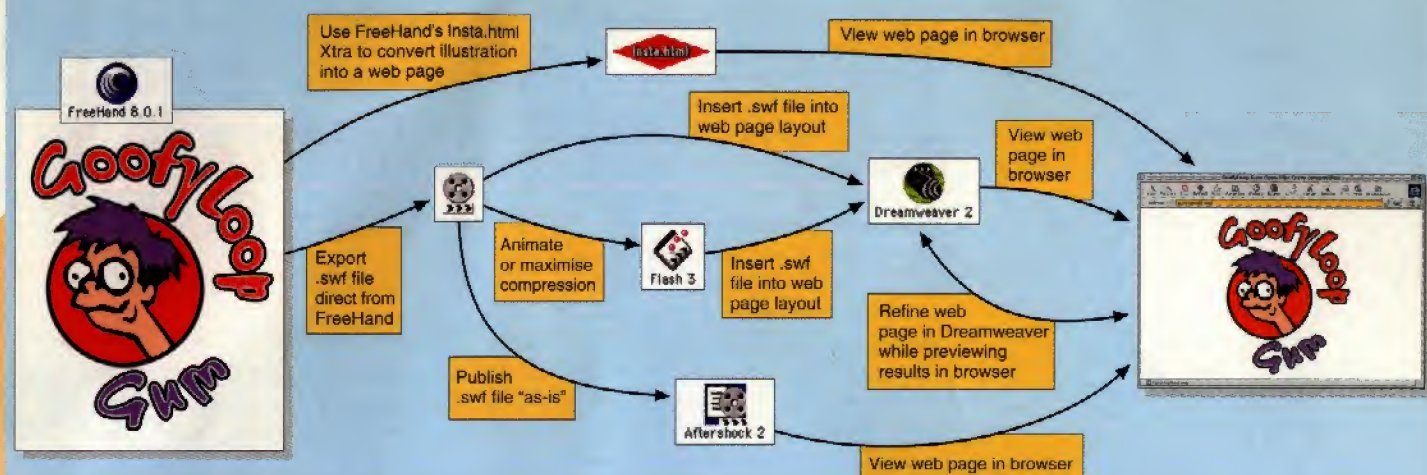 Use FreeHand's Insta.html
Xtra to convert illustration
into a web page
insta.html
View web page in browser
FreeHand 8.0.1
GoofyLoop
Gum
Insert .swf file into
web page layout
View web
page in
browser
Dreamweaver 2
Export
.swf file
direct from
FreeHand
Animate
or maximise
compression
Flash 3
Insert .swf
file into web
page layout
Refine web
page in Dreamweaver
while previewing
results in browser
GoofyLoop
Gum
Publish
.swf file "as-is"
Aftershock 2
View web page in browser